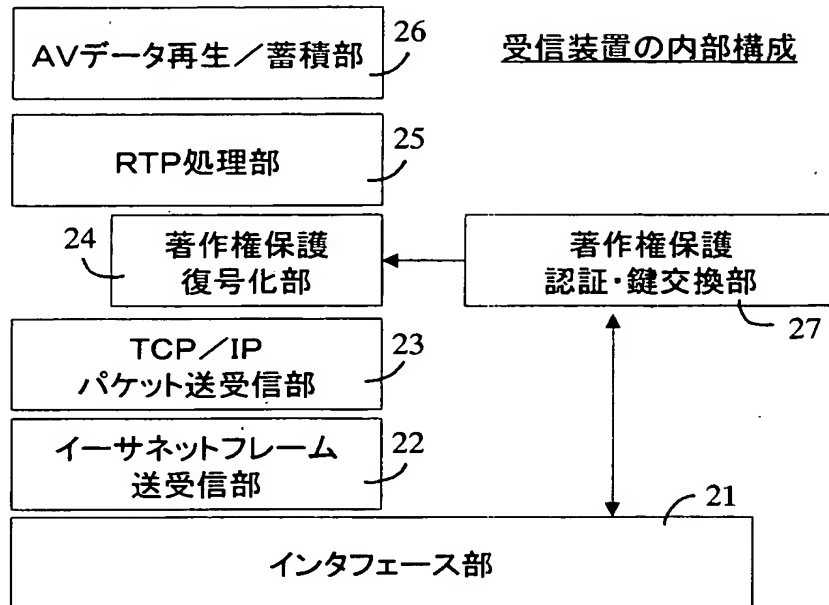 受信装置の内部構成
AVデータ再生／蓄積部
26
RTP処理部
25
24
著作権保護
復号化部
著作権保護
認証・鍵交換部
27
TCP／IP
パケット送受信部
23
イーサネットフレーム
送受信部
22
21
インタフェース部